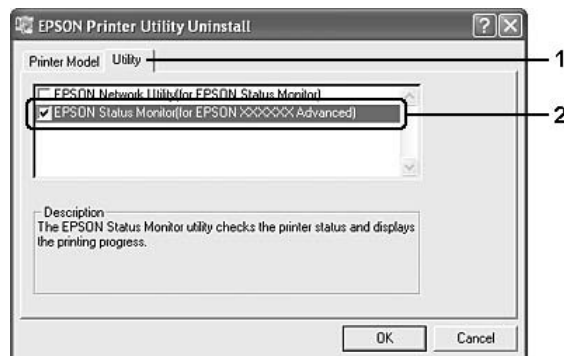 EPSON Printer Utility Uninstall
Printer Model Utility 1
EPSON Network Utility(for EPSON Status Monitor)
EPSON Status Monitor(for EPSON XXXXXX Advanced) 2
Description
The EPSON Status Monitor utility checks the printer status and displays
the printing progress.
OK Cancel